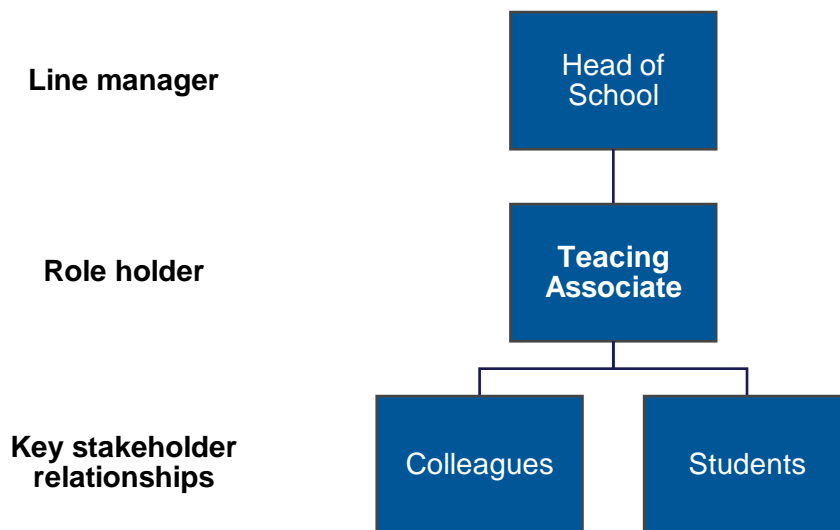 Line manager
Head of
School
Role holder
Teacing
Associate
Key stakeholder
relationships
Colleagues
Students